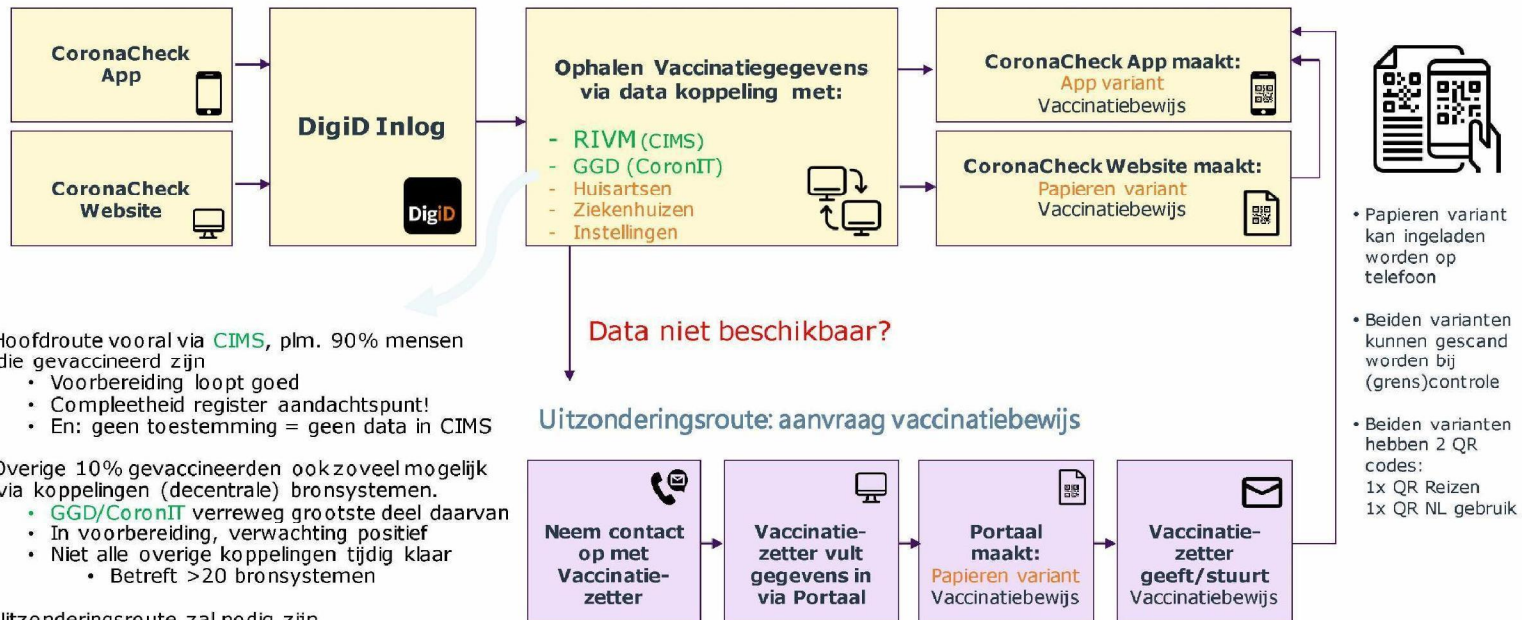 CoronaCheck
App
CoronaCheck
Website
DigiD Inlog
DigiD
Ophalen Vaccinatiegegevens
via data koppeling met:
- RIVM (CIMS)
- GGD (CoronIT)
- Huisartsen
- Ziekenhuizen
- Instellingen
CoronaCheck App maakt:
App variant
Vaccinatiebewijs
CoronaCheck Website maakt:
Papieren variant
Vaccinatiebewijs
• Papieren variant
kan ingeladen
worden op
telefoon
• Beiden varianten
kunnen gescand
worden bij
(grens)controle
• Beiden varianten
hebben 2 QR
codes:
1x QR Reizen
1x QR NL gebruik
Hoofdroute vooral via CIMS, plm. 90% mensen
die gevaccineerd zijn
• Voorbereiding loopt goed
• Compleetheid register aandachtspunt!
• En: geen toestemming = geen data in CIMS
Overige 10% gevaccineerden ook zoveel mogelijk
via koppelingen (decentrale) bronsystemen.
• GGD/CoronIT verreweg grootste deel daarvan
• In voorbereiding, verwachting positief
• Niet alle overige koppelingen tijdig klaar
• Betreft >20 bronsystemen
Uitzonderingsroute zal nodig zijn
Data niet beschikbaar?
Uitzonderingsroute: aanvraag vaccinatiebewijs
Neem contact
op met
Vaccinatie-
zetter
Vaccinatie-
zetter vult
gegevens in
via Portaal
Portaal
maakt:
Papieren variant
Vaccinatiebewijs
Vaccinatie-
zetter
geeft/stuurt
Vaccinatiebewijs